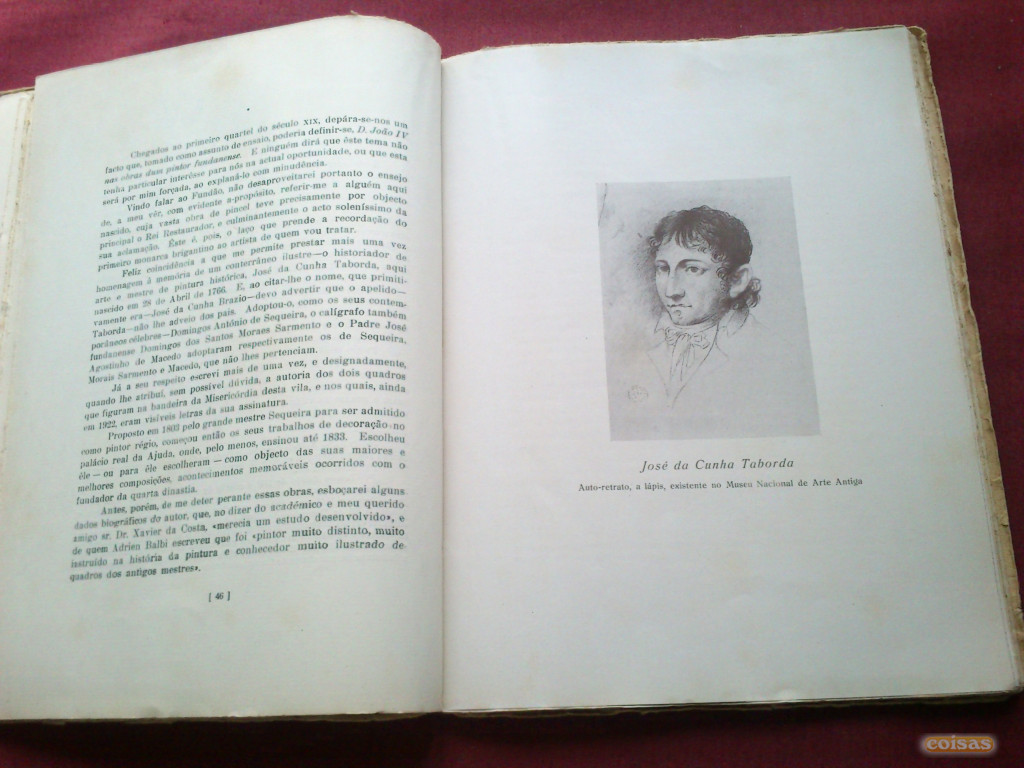 Chegados ao primeiro quartel do século XIX, depára-se-nos um
facto que, tomado como assunto de ensaio, poderia definir-se, D. João IV
nas obras dum pintor fundanense. E ninguém dirá que êste tema não
tenha particular interêsse para nós na actual oportunidade, ou que esta
será por mim forçada, ao explaná-lo com minudência.
Vindo falar ao Fundão, não desaproveitarei portanto o ensejo
de, a meu vêr, com evidente a-propósito, referir-me a alguém aqui
nascido, cuja vasta obra de pincel teve precisamente por objecto
principal o Rei Restaurador, e culminantemente o acto soleníssimo da
sua aclamação. Êste é, pois, o laço que prende a recordação do
primeiro monarca brigantino ao artista de quem vou tratar.
Feliz coincidência a que me permite prestar mais uma vez
homenagem à memória de um conterrâneo ilustre—o historiador de
arte e mestre de pintura histórica, José da Cunha Taborda, aqui
nascido em 28 de Abril de 1766. E, ao citar-lhe o nome, que primiti-
vamente era—José da Cunha Brazio—devo advertir que o apelido—
Taborda—não lhe adveio dos pais. Adoptou-o, como os seus contem-
porâneos célebres—Domingos António de Sequeira, o calígrafo também
fundanense Domingos dos Santos Moraes Sarmento e o Padre José
Agostinho de Macedo adoptaram respectivamente os de Sequeira,
Morais Sarmento e Macedo, que não lhes pertenciam.
Já a seu respeito escrevi mais de uma vez, e designadamente,
quando lhe atribuí, sem possível dúvida, a autoria dos dois quadros
que figuram na bandeira da Misericórdia desta vila, e nos quais, ainda
em 1922, eram visíveis letras da sua assinatura.
Proposto em 1803 pelo grande mestre Sequeira para ser admitido
como pintor régio, começou então os seus trabalhos de decoração no
palácio real da Ajuda, onde, pelo menos, ensinou até 1833. Escolheu
êle—ou para êle escolheram—como objecto das suas maiores e
melhores composições, acontecimentos memoráveis ocorridos com o
fundador da quarta dinastia.
Antes, porém, de me deter perante essas obras, esboçarei alguns
dados biográficos do autor, que, no dizer do académico e meu querido
amigo sr. Dr. Xavier da Costa, «merecia um estudo desenvolvido», e
de quem Adrien Balbi escreveu que foi «pintor muito distinto, muito
instruído na história da pintura e conhecedor muito ilustrado de
quadros dos antigos mestres».
[ 46 ]
José da Cunha Taborda
Auto-retrato, a lápis, existente no Museu Nacional de Arte Antiga
coisas